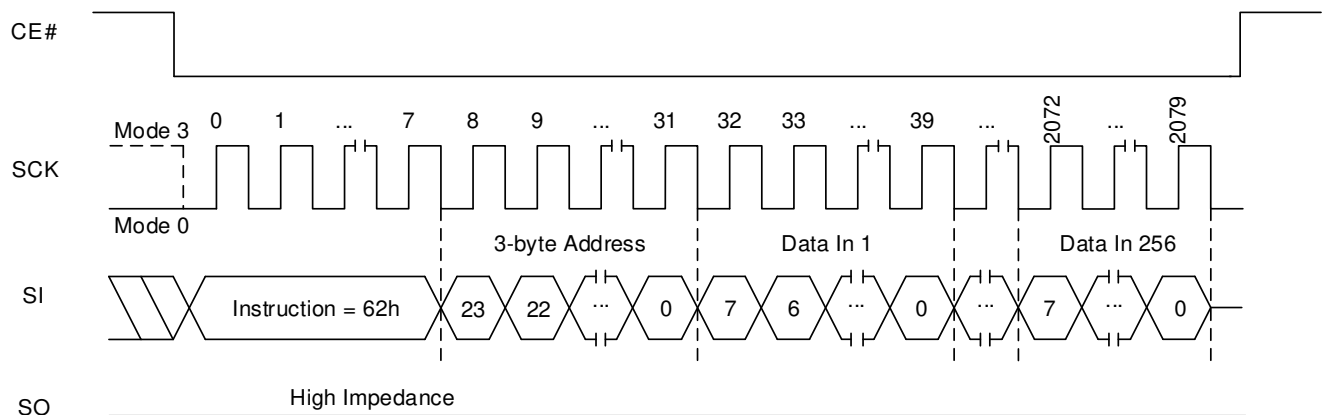 CE#
Mode 3 0 1 ... 7 8 9 ... 31 32 33 ... 39 ... 2072 ... 2079
SCK
Mode 0
3-byte Address Data In 1 Data In 256
SI Instruction = 62h 23 22 ... 0 7 6 ... 0 ... 7 ... 0
High Impedance
SO